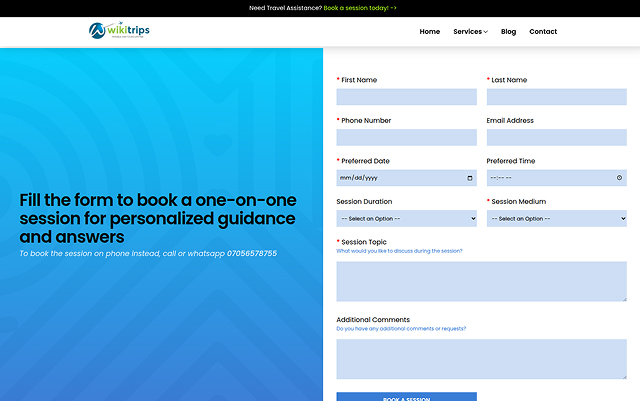 Need Travel Assistance? Book a session today! ->
wikitrips
Home Services Blog Contact
Fill the form to book a one-on-one
session for personalized guidance
and answers
To book the session on phone instead, call or whatsapp 07056578755
* First Name * Last Name
* Phone Number Email Address
* Preferred Date Preferred Time
mm/dd/yyyy --:-- --
Session Duration * Session Medium
-- Select an Option -- -- Select an Option --
* Session Topic
What would you like to discuss during the session?
Additional Comments
Do you have any additional comments or requests?
BOOK A SESSION